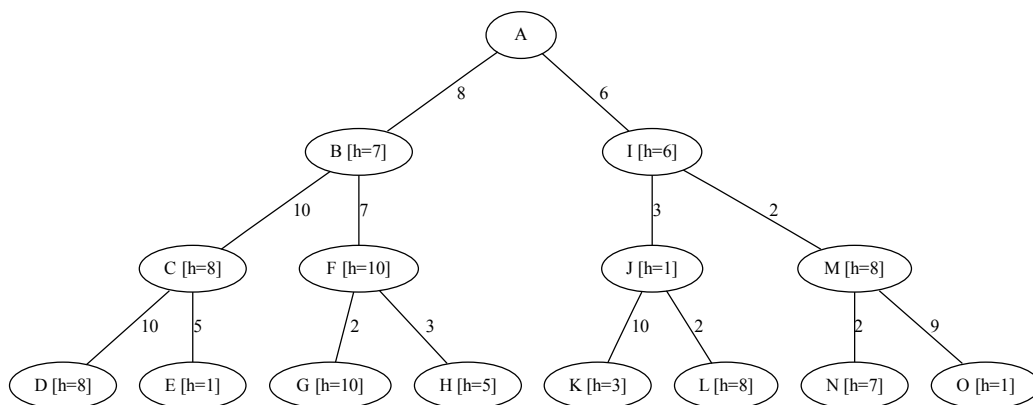 A
8
6
B [h=7]
I [h=6]
10
7
3
2
C [h=8]
F [h=10]
J [h=1]
M [h=8]
10
5
2
3
10
2
2
9
D [h=8]
E [h=1]
G [h=10]
H [h=5]
K [h=3]
L [h=8]
N [h=7]
O [h=1]